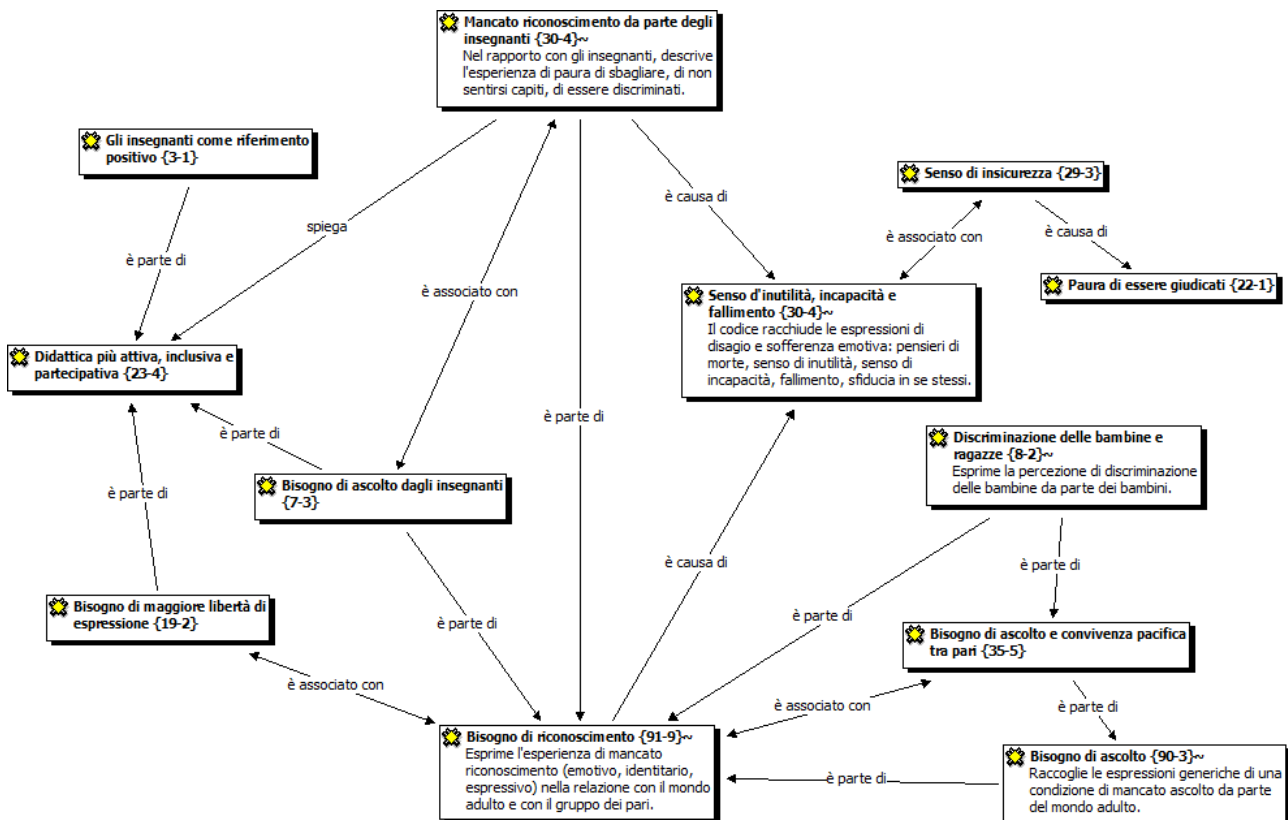 Mancato riconoscimento da parte degli
insegnanti {30-4}~
Nel rapporto con gli insegnanti, descrive
l'esperienza di paura di sbagliare, di non
sentirsi capiti, di essere discriminati.
Gli insegnanti come riferimento
positivo {3-1}
Senso di insicurezza {29-3}
è causa di
spiega
è associato con
è causa di
è parte di
è associato con
Paura di essere giudicati {22-1}
Senso d'inutilità, incapacità e
fallimento {30-4}~
Il codice racchiude le espressioni di
disagio e sofferenza emotiva: pensieri di
morte, senso di inutilità, senso di
incapacità, fallimento, sfiducia in se stessi.
Didattica più attiva, inclusiva e
partecipativa {23-4}
è parte di
è parte di
Discriminazione delle bambine e
ragazze {8-2}~
Esprime la percezione di discriminazione
delle bambine da parte dei bambini.
è parte di
Bisogno di ascolto dagli insegnanti
{7-3}
è causa di
è parte di
Bisogno di maggiore libertà di
espressione {19-2}
è parte di
è parte di
Bisogno di ascolto e convivenza pacifica
tra pari {35-5}
è associato con
è associato con
è parte di
Bisogno di riconoscimento {91-9}~
Esprime l'esperienza di mancato
riconoscimento (emotivo, identitario,
espressivo) nella relazione con il mondo
adulto e con il gruppo dei pari.
è parte di
Bisogno di ascolto {90-3}~
Raccoglie le espressioni generiche di una
condizione di mancato ascolto da parte
del mondo adulto.